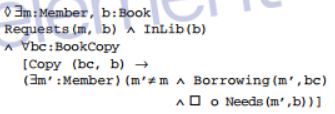 ◊ ∃m:Member, b:Book
Requests(m, b) ∧ InLib(b)
∧ ∀bc:BookCopy
[Copy (bc, b) →
(∃m':Member)(m'≠m ∧ Borrowing(m',bc)
∧ □ o Needs(m',b))]